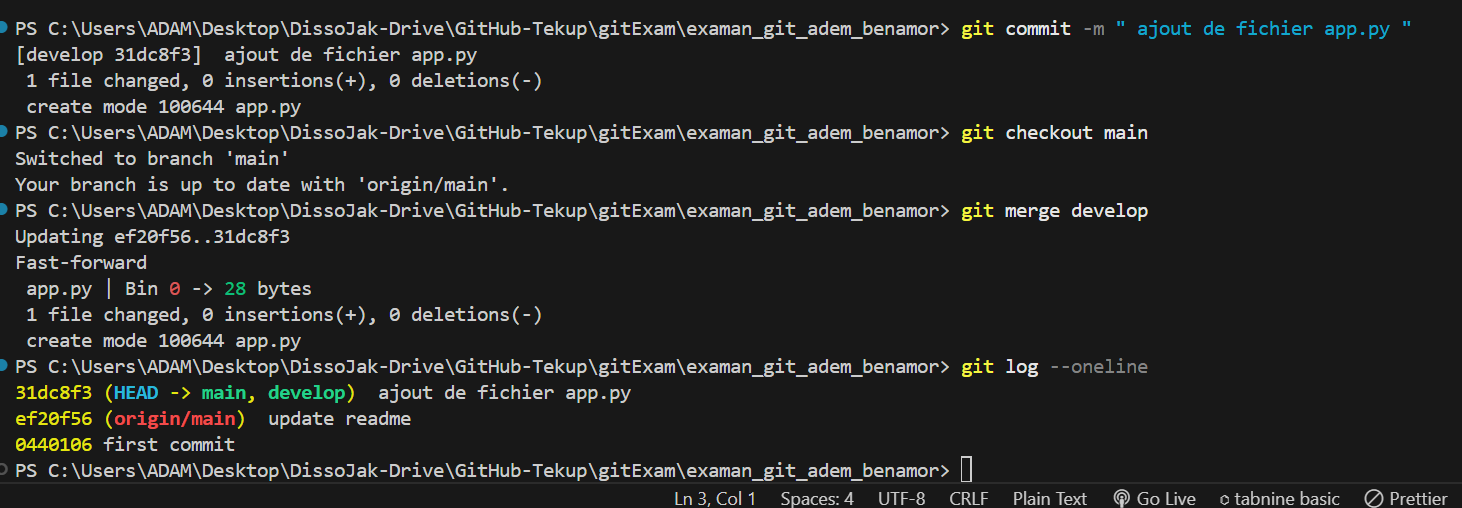 PS C:\Users\ADAM\Desktop\DissoJak-Drive\GitHub-Tekup\gitExam\examan_git_adem_benamor> git commit -m " ajout de fichier app.py "
[develop 31dc8f3]  ajout de fichier app.py
 1 file changed, 0 insertions(+), 0 deletions(-)
 create mode 100644 app.py
PS C:\Users\ADAM\Desktop\DissoJak-Drive\GitHub-Tekup\gitExam\examan_git_adem_benamor> git checkout main
Switched to branch 'main'
Your branch is up to date with 'origin/main'.
PS C:\Users\ADAM\Desktop\DissoJak-Drive\GitHub-Tekup\gitExam\examan_git_adem_benamor> git merge develop
Updating ef20f56..31dc8f3
Fast-forward
 app.py | Bin 0 -> 28 bytes
 1 file changed, 0 insertions(+), 0 deletions(-)
 create mode 100644 app.py
PS C:\Users\ADAM\Desktop\DissoJak-Drive\GitHub-Tekup\gitExam\examan_git_adem_benamor> git log --oneline
31dc8f3 (HEAD -> main, develop)  ajout de fichier app.py
ef20f56 (origin/main)  update readme
0440106 first commit
PS C:\Users\ADAM\Desktop\DissoJak-Drive\GitHub-Tekup\gitExam\examan_git_adem_benamor>
Ln 3, Col 1 Spaces: 4 UTF-8 CRLF Plain Text Go Live tabnine basic Prettier